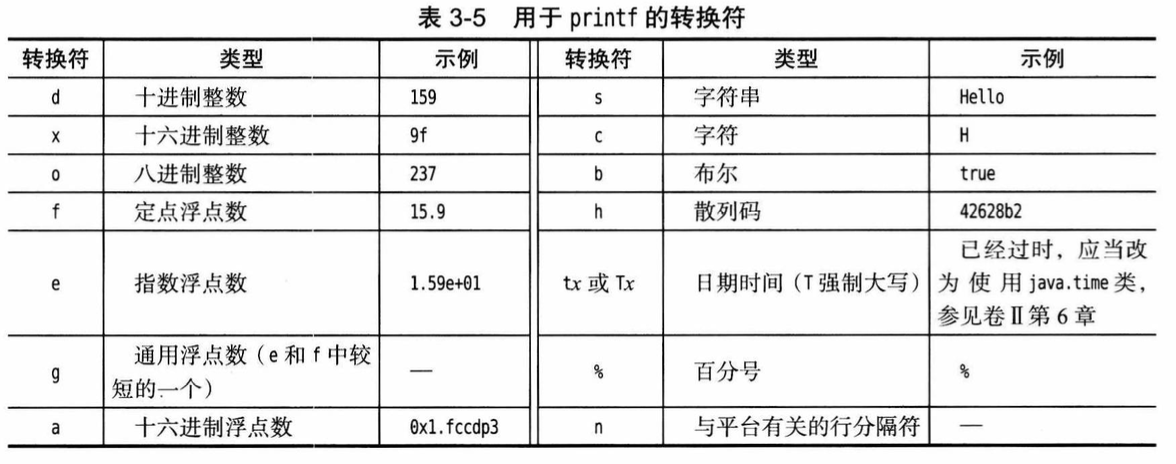 表 3-5 用于 printf 的转换符
转换符 类型 示例 转换符 类型 示例
d 十进制整数 159 s 字符串 Hello
x 十六进制整数 9f c 字符 H
o 八进制整数 237 b 布尔 true
f 定点浮点数 15.9 h 散列码 42628b2
e 指数浮点数 1.59e+01 tx 或 Tx 日期时间（T 强制大写） 已经过时，应当改
为使用 java.time 类，
参见卷Ⅱ第 6 章
g 通用浮点数（e 和 f 中较
短的一个） — % 百分号 %
a 十六进制浮点数 0x1.fccdp3 n 与平台有关的行分隔符 —